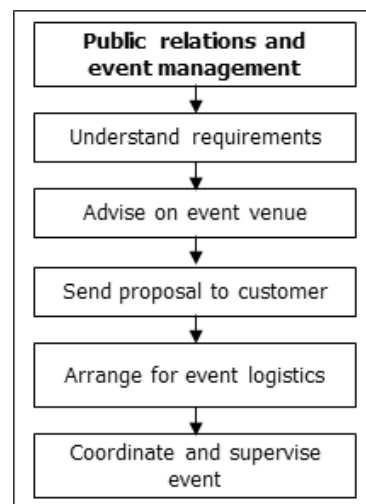 Public relations and
event management
Understand requirements
Advise on event venue
Send proposal to customer
Arrange for event logistics
Coordinate and supervise
event